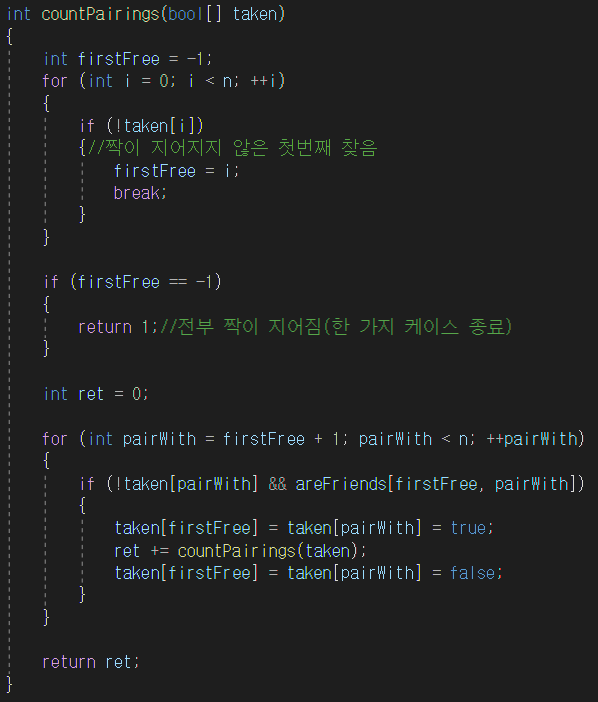 int countPairings(bool[] taken)
{
    int firstFree = -1;
    for (int i = 0; i < n; ++i)
    {
        if (!taken[i])
        {//짝이 지어지지 않은 첫번째 찾음
            firstFree = i;
            break;
        }
    }

    if (firstFree == -1)
    {
        return 1;//전부 짝이 지어짐(한 가지 케이스 종료)
    }

    int ret = 0;

    for (int pairWith = firstFree + 1; pairWith < n; ++pairWith)
    {
        if (!taken[pairWith] && areFriends[firstFree, pairWith])
        {
            taken[firstFree] = taken[pairWith] = true;
            ret += countPairings(taken);
            taken[firstFree] = taken[pairWith] = false;
        }
    }

    return ret;
}